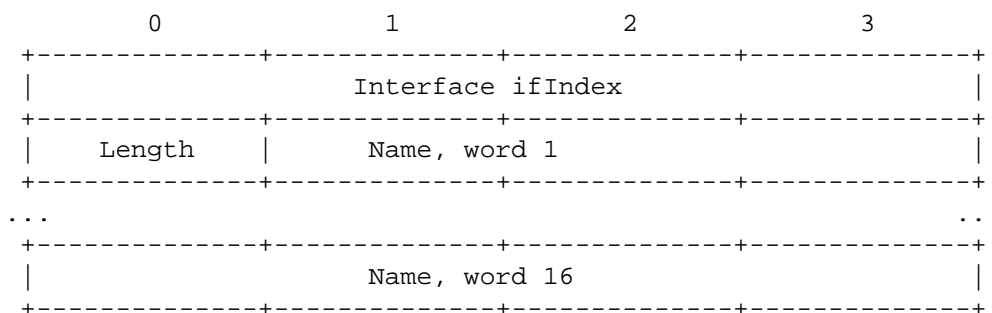 0              1              2              3
+--------------+--------------+--------------+--------------+
|                    Interface ifIndex                      |
+--------------+--------------+--------------+--------------+
|    Length    |      Name, word 1                          |
+--------------+--------------+--------------+--------------+
...                                                         ..
+--------------+--------------+--------------+--------------+
|                     Name, word 16                         |
+--------------+--------------+--------------+--------------+